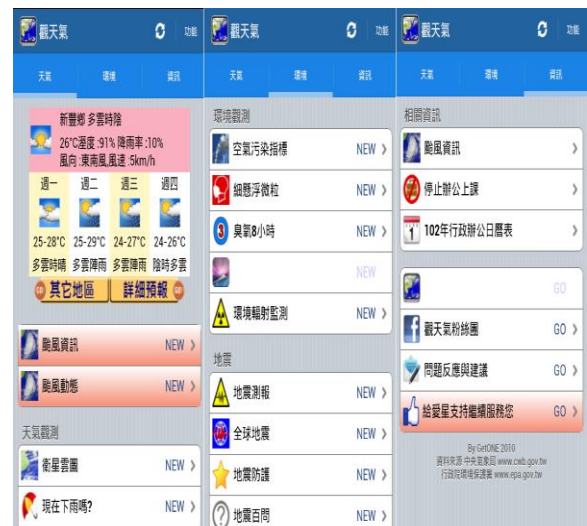 觀天氣
功能
天氣
環境
資訊
新豐鄉 多雲時陰
26°C溼度 :91% 降雨率 :10%
風向 :東南風,風速 :5km/h
週一 週二 週三 週四
25-28°C 25-29°C 24-27°C 24-26°C
多雲時晴 多雲陣雨 多雲陣雨 陰時多雲
GO! 其它地區 詳細預報 GO!
颱風資訊 NEW
颱風動態 NEW
天氣觀測
衛星雲圖 NEW
現在下雨嗎? NEW
觀天氣
功能
天氣
環境
資訊
環境觀測
空氣污染指標 NEW
細懸浮微粒 NEW
臭氧8小時 NEW
NEW
環境輻射監測 NEW
地震
地震測報 NEW
全球地震 NEW
地震防護 NEW
地震百問 NEW
觀天氣
功能
天氣
環境
資訊
相關資訊
颱風資訊
停止辦公上課
102年行政辦公日曆表
GO
觀天氣粉絲團 GO
問題反應與建議 GO
給愛星支持繼續服務您 GO
By GetONE 2010
資料來源 中央氣象局 www.cwb.gov.tw
行政院環境保護署 www.epa.gov.tw